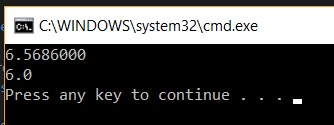 C:\WINDOWS\system32\cmd.exe
6.5686000
6.0
Press any key to continue . . .